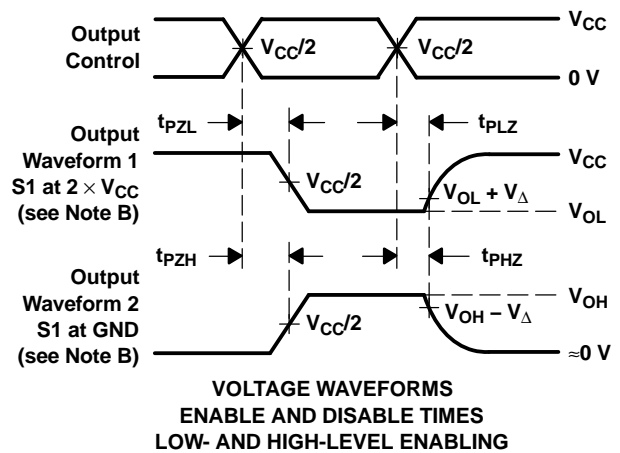 Output
Control
V_CC/2
V_CC/2
V_CC
0 V
t_PZL
t_PLZ
Output
Waveform 1
S1 at 2 × V_CC
(see Note B)
V_CC/2
V_CC
V_OL + V_Δ
V_OL
t_PZH
t_PHZ
Output
Waveform 2
S1 at GND
(see Note B)
V_CC/2
V_OH
V_OH – V_Δ
≈0 V
VOLTAGE WAVEFORMS
ENABLE AND DISABLE TIMES
LOW- AND HIGH-LEVEL ENABLING